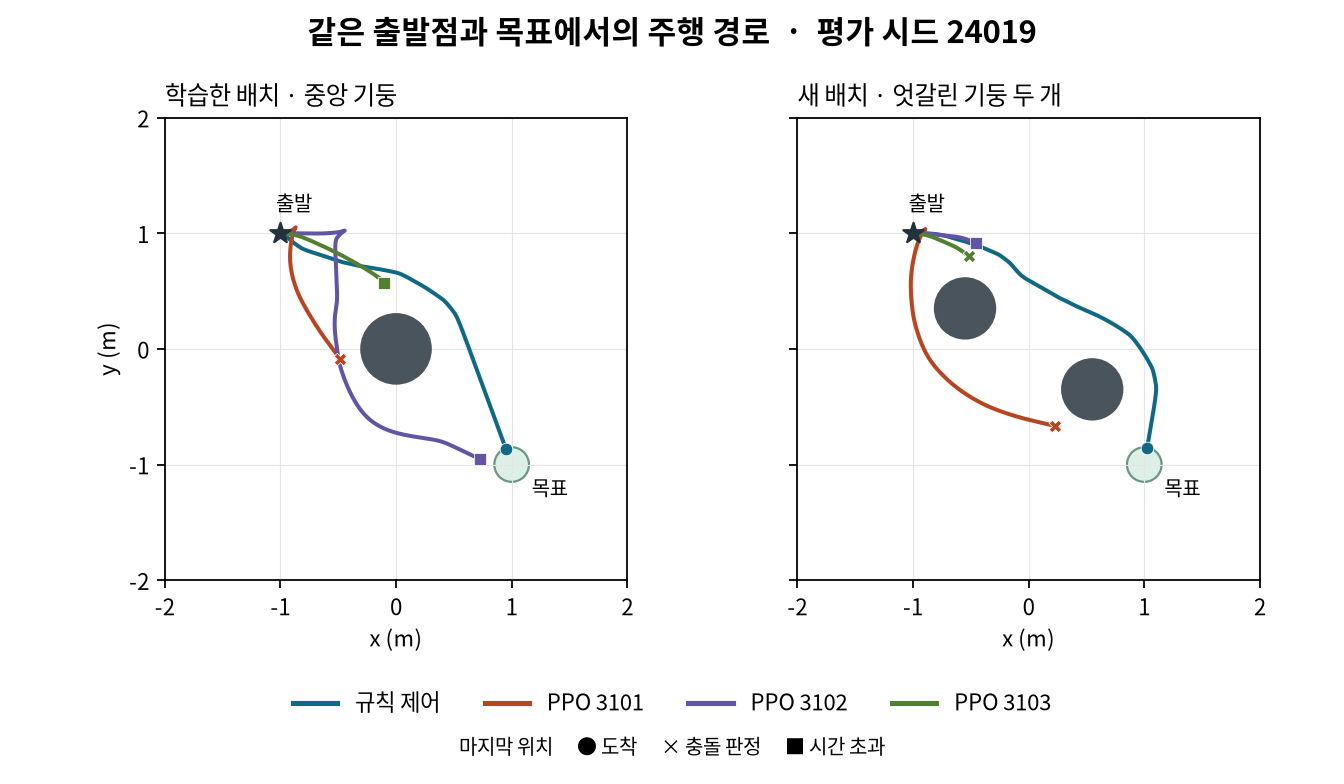 같은 출발점과 목표에서의 주행 경로 · 평가 시드 24019
학습한 배치 · 중앙 기둥
2
1
0
-1
-2
y (m)
출발
목표
-2 -1 0 1 2
x (m)
새 배치 · 엇갈린 기둥 두 개
출발
목표
-2 -1 0 1 2
x (m)
규칙 제어 PPO 3101 PPO 3102 PPO 3103
마지막 위치 도착 충돌 판정 시간 초과